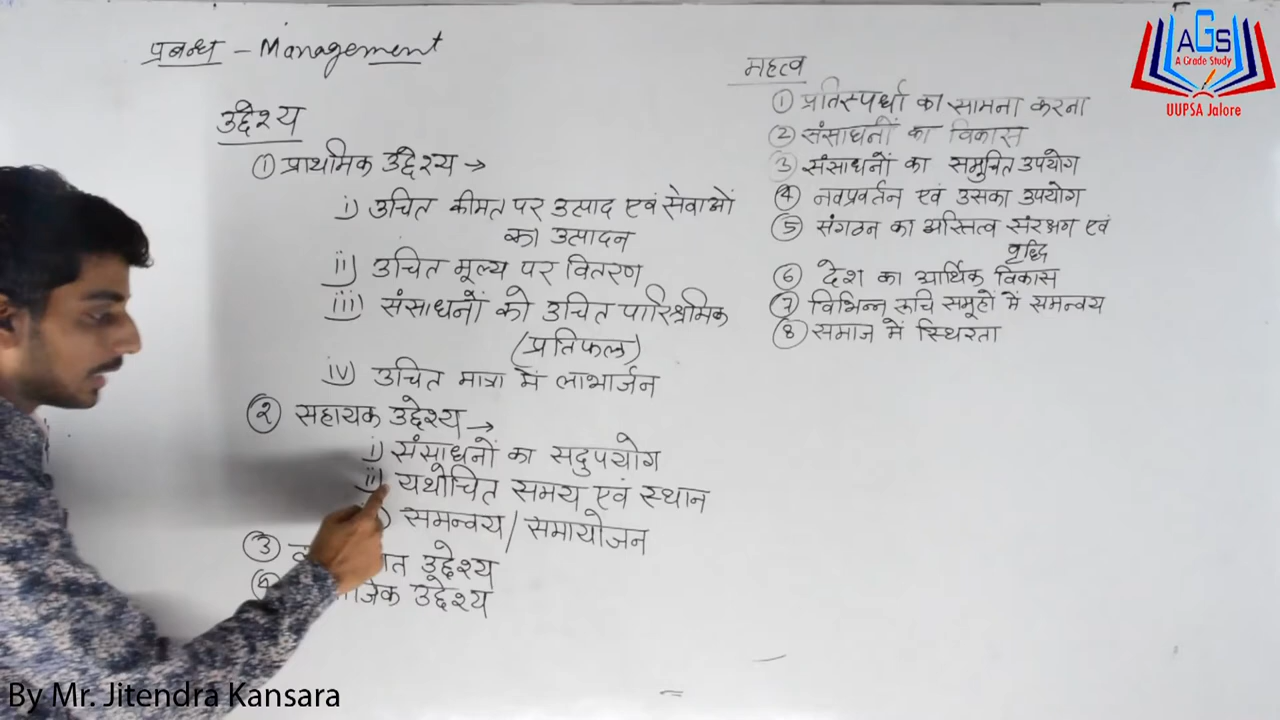 प्रबन्ध - Management
उद्देश्य
① प्राथमिक उद्देश्य →
i) उचित कीमत पर उत्पाद एवं सेवाओं
का उत्पादन
ii) उचित मूल्य पर वितरण
iii) संसाधनों को उचित पारिश्रमिक
(प्रतिफल)
iv) उचित मात्रा में लाभार्जन
② सहायक उद्देश्य →
i) संसाधनों का सदुपयोग
ii) यथोचित समय एवं स्थान
) समन्वय / समायोजन
③ उद्देश्य
④ उद्देश्य
महत्व
① प्रतिस्पर्धा का सामना करना
② संसाधनों का विकास
③ संसाधनों का समुचित उपयोग
④ नवप्रवर्तन एवं उसका उपयोग
⑤ संगठन का अस्तित्व संरक्षण एवं
वृद्धि
⑥ देश का आर्थिक विकास
⑦ विभिन्न रूचि समूहों में समन्वय
⑧ समाज में स्थिरता
AGS
A Grade Study
UUPSA Jalore
By Mr. Jitendra Kansara